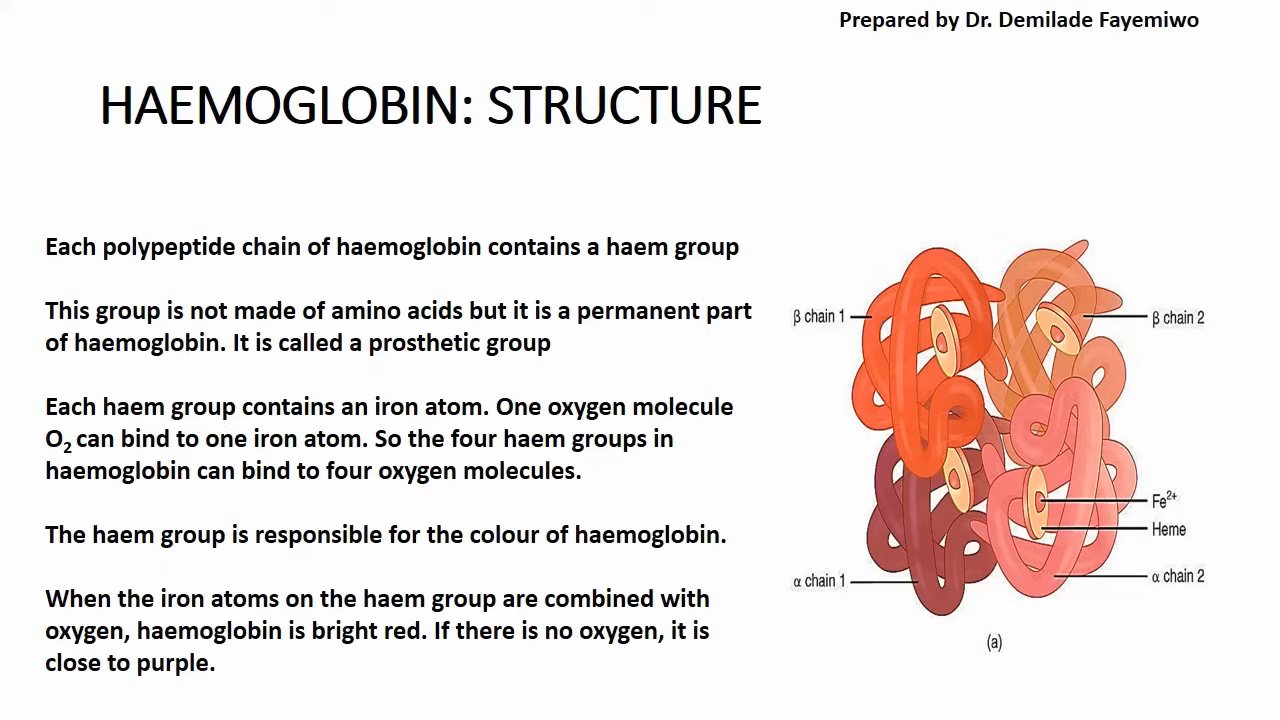 Prepared by Dr. Demilade Fayemiwo
HAEMOGLOBIN: STRUCTURE
Each polypeptide chain of haemoglobin contains a haem group
This group is not made of amino acids but it is a permanent part
of haemoglobin. It is called a prosthetic group
Each haem group contains an iron atom. One oxygen molecule
O₂ can bind to one iron atom. So the four haem groups in
haemoglobin can bind to four oxygen molecules.
The haem group is responsible for the colour of haemoglobin.
When the iron atoms on the haem group are combined with
oxygen, haemoglobin is bright red. If there is no oxygen, it is
close to purple.
β chain 1
β chain 2
Fe²⁺
Heme
α chain 1
α chain 2
(a)